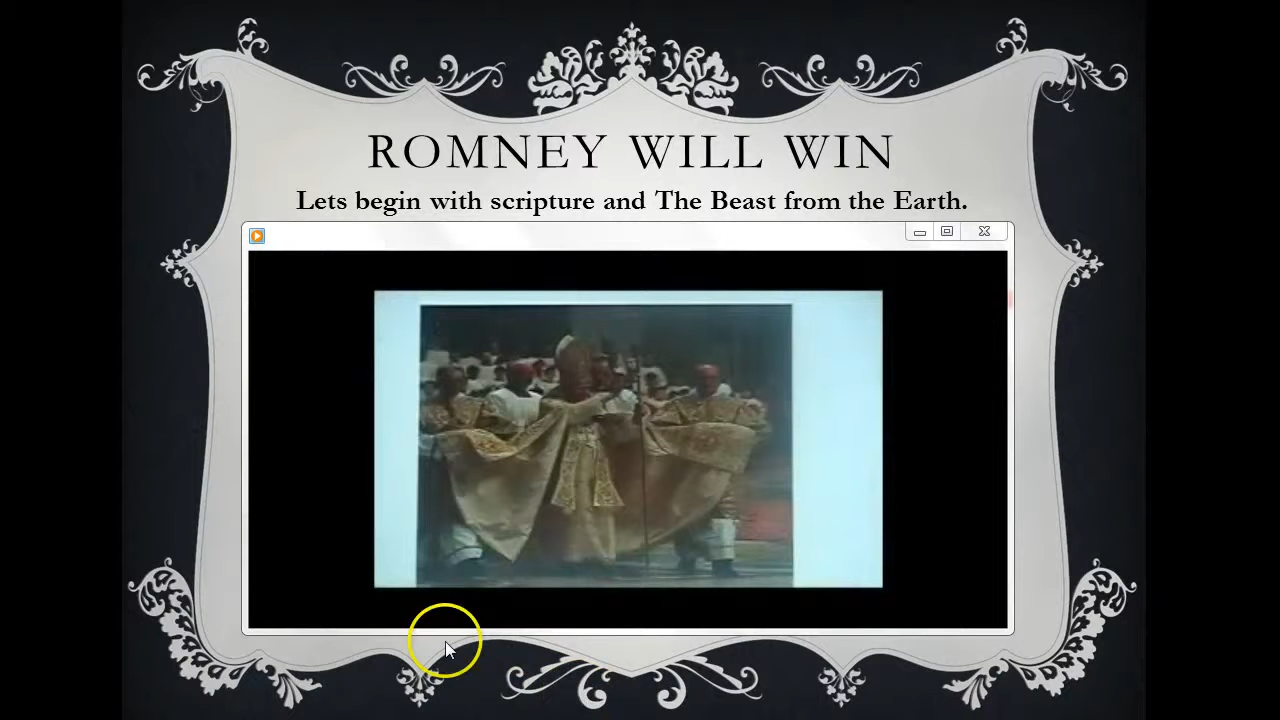 ROMNEY WILL WIN
Lets begin with scripture and The Beast from the Earth.